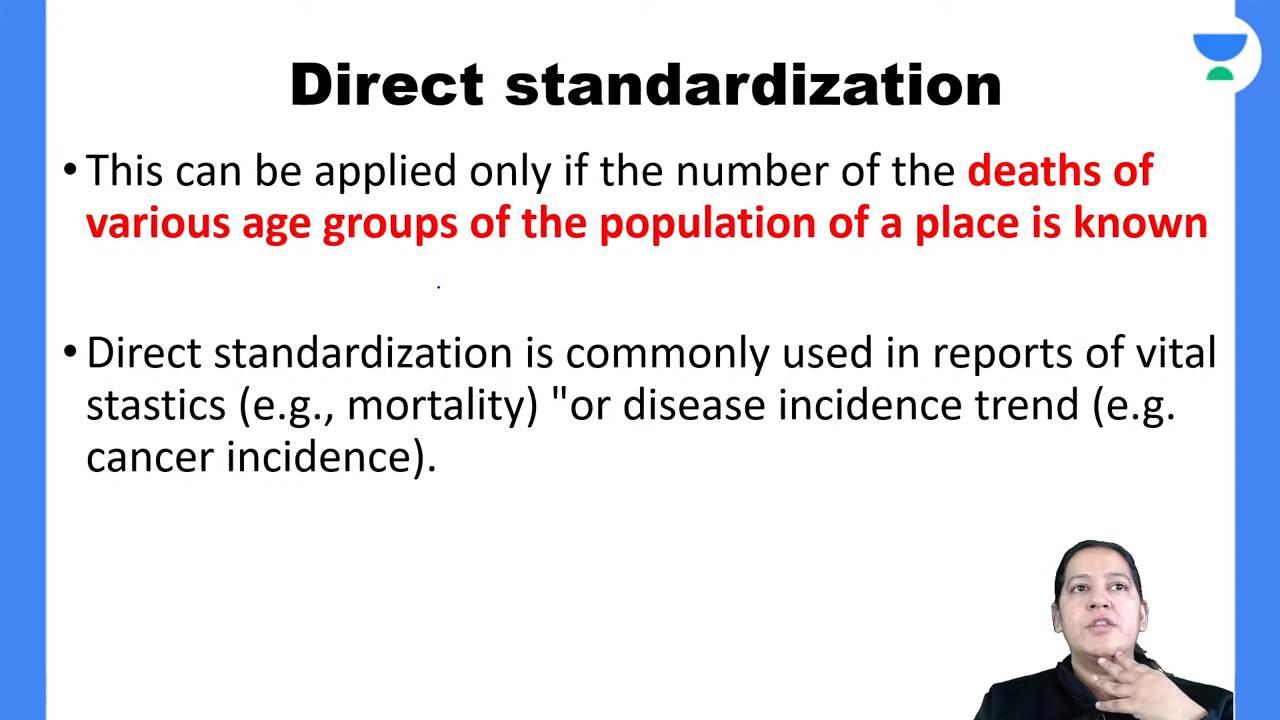 Direct standardization
• This can be applied only if the number of the deaths of
various age groups of the population of a place is known
• Direct standardization is commonly used in reports of vital
stastics (e.g., mortality) "or disease incidence trend (e.g.
cancer incidence).